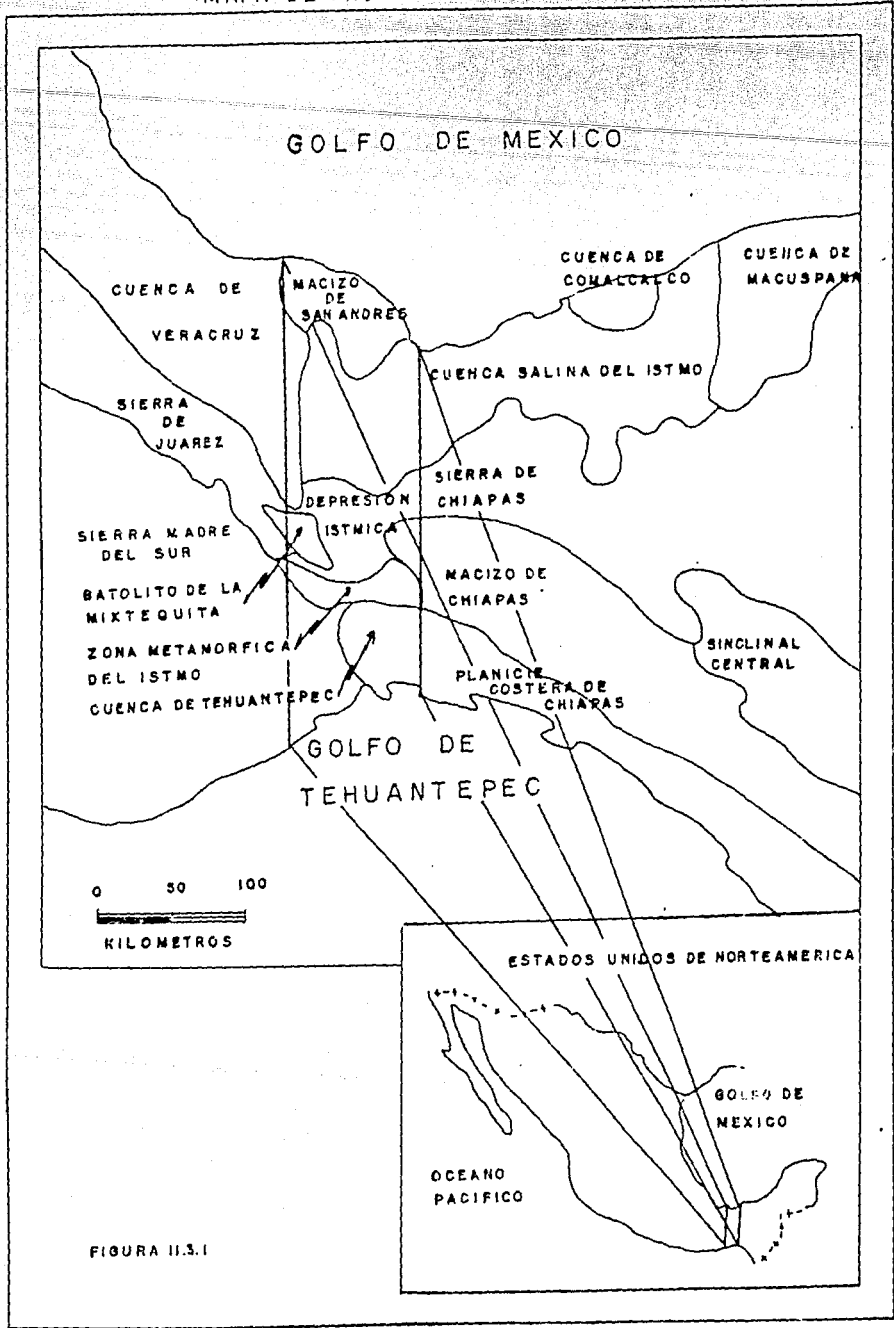 MAPA DE
GOLFO DE MEXICO
CUENCA DE
VERACRUZ
MACIZO
DE
SAN ANDRES
CUENCA DE
COMALCALCO
CUENCA DE
MACUSPANA
CUENCA SALINA DEL ISTMO
SIERRA
DE
JUAREZ
SIERRA DE
CHIAPAS
DEPRESION
ISTMICA
SIERRA MADRE
DEL SUR
BATOLITO DE LA
MIXTEQUITA
MACIZO DE
CHIAPAS
ZONA METAMORFICA
DEL ISTMO
SINCLINAL
CENTRAL
CUENCA DE TEHUANTEPEC
PLANICIE
COSTERA DE
CHIAPAS
GOLFO DE
TEHUANTEPEC
0 50 100
KILOMETROS
ESTADOS UNIDOS DE NORTEAMERICA
GOLFO DE
MEXICO
OCEANO
PACIFICO
FIGURA II.3.1